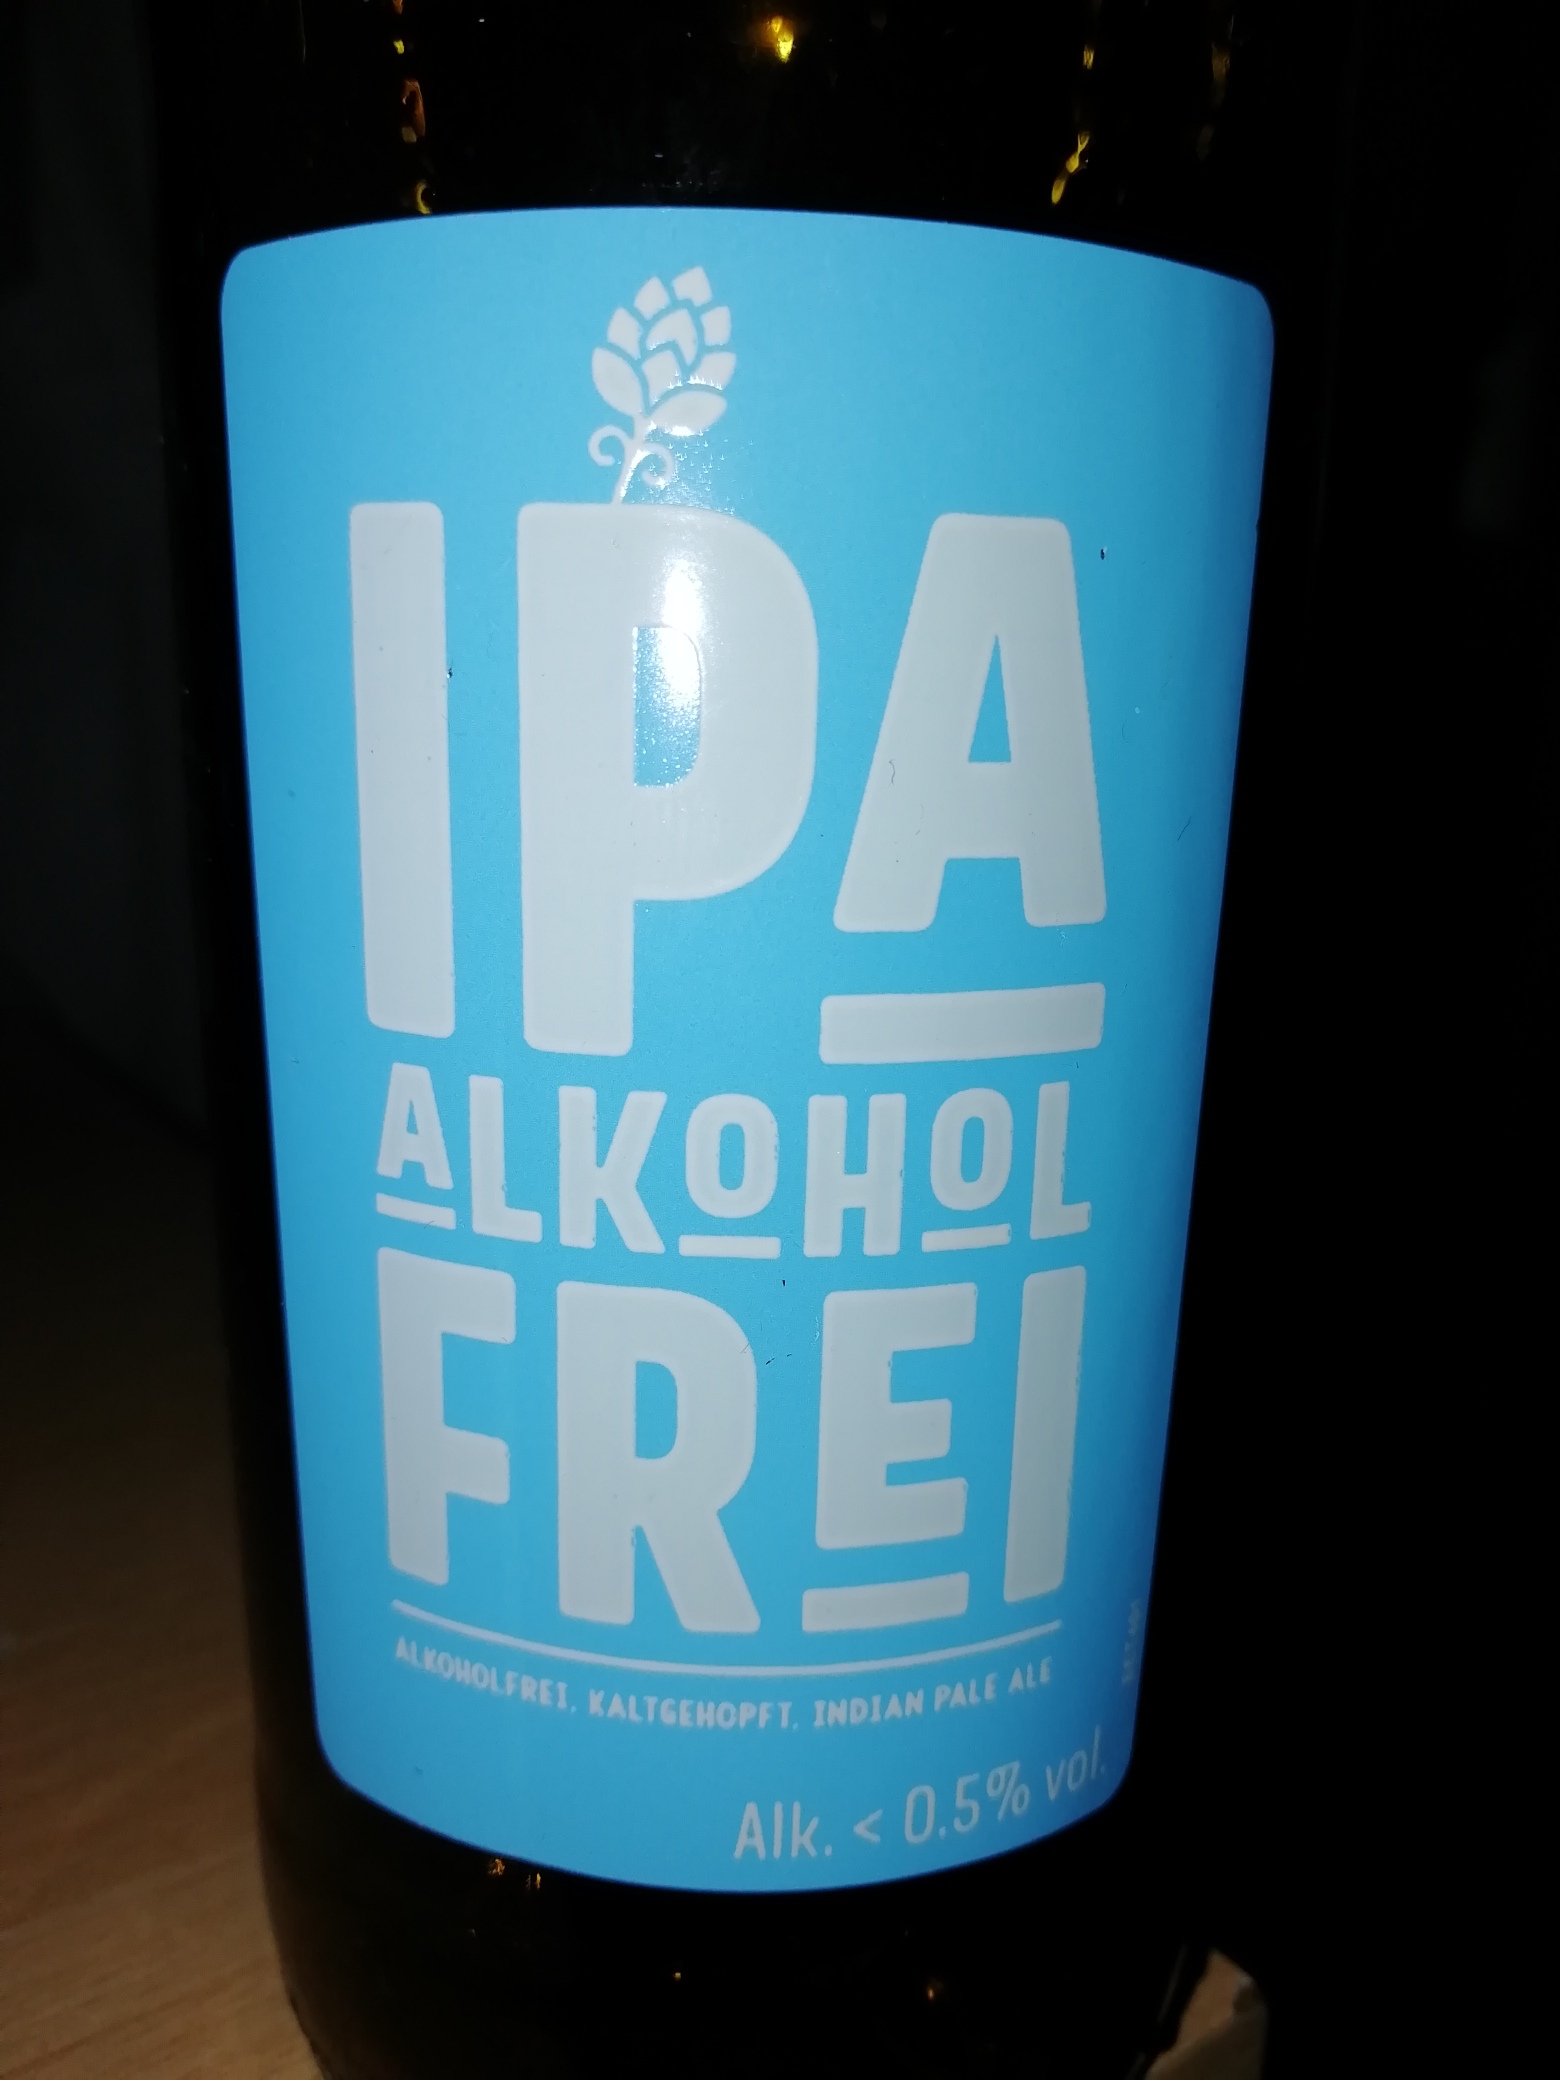 IPA
ALKOHOL
FREI
ALKOHOLFREI, KALTGEHOPFT, INDIAN PALE ALE
Alk. < 0.5% vol.